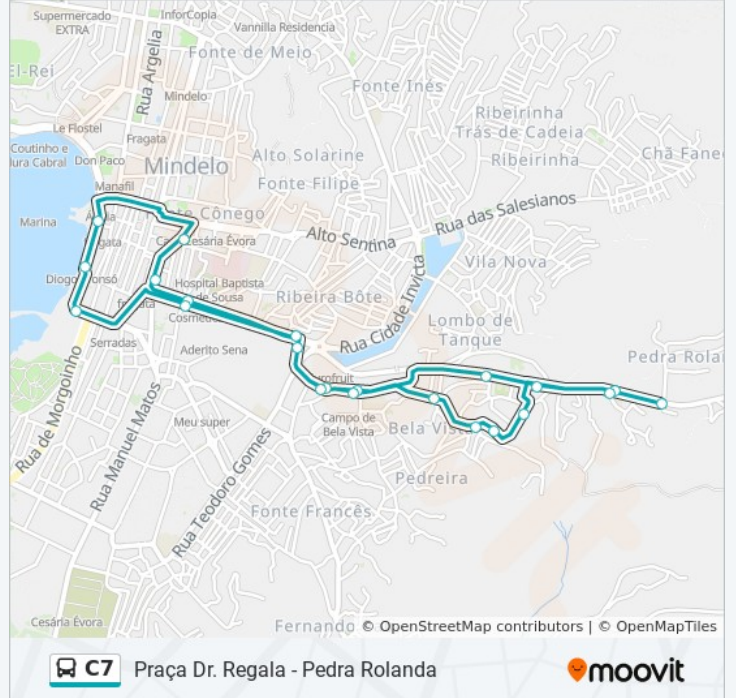 Supermercado
EXTRA
InforCopia
Vannilla Residencia
Fonte de Meio
El-Rei
Rua Argelia
Fonte Inés
Mindelo
Ribeirinha
Trás de Cadeia
Le Flostel
Fragata
Coutinho e
dura Cabral
Don Paco
Mindelo
Alto Solarine
Ribeirinha
Chã Fane
Fonte Filipe
Manafil
Marina
Cônego
Rua das Salesianos
Alto Sentina
Cesária Évora
Vila Nova
Diogo
Hospital Baptista
de Sousa
Ribeira Bôte
Rua Cidade Invicta
Lombo de
Tanque
Serradas
Aderito Sena
Pedra Rola
Rua de Morgoinho
Rua Manuel Matos
Meu super
Campo de
Bela Vista
Bela Vist
Rua Teodoro Gomes
Pedreira
Fonte Francês
Cesária Évora
Fernando
© OpenStreetMap contributors | © OpenMapTiles
C7 Praça Dr. Regala - Pedra Rolanda
moovit